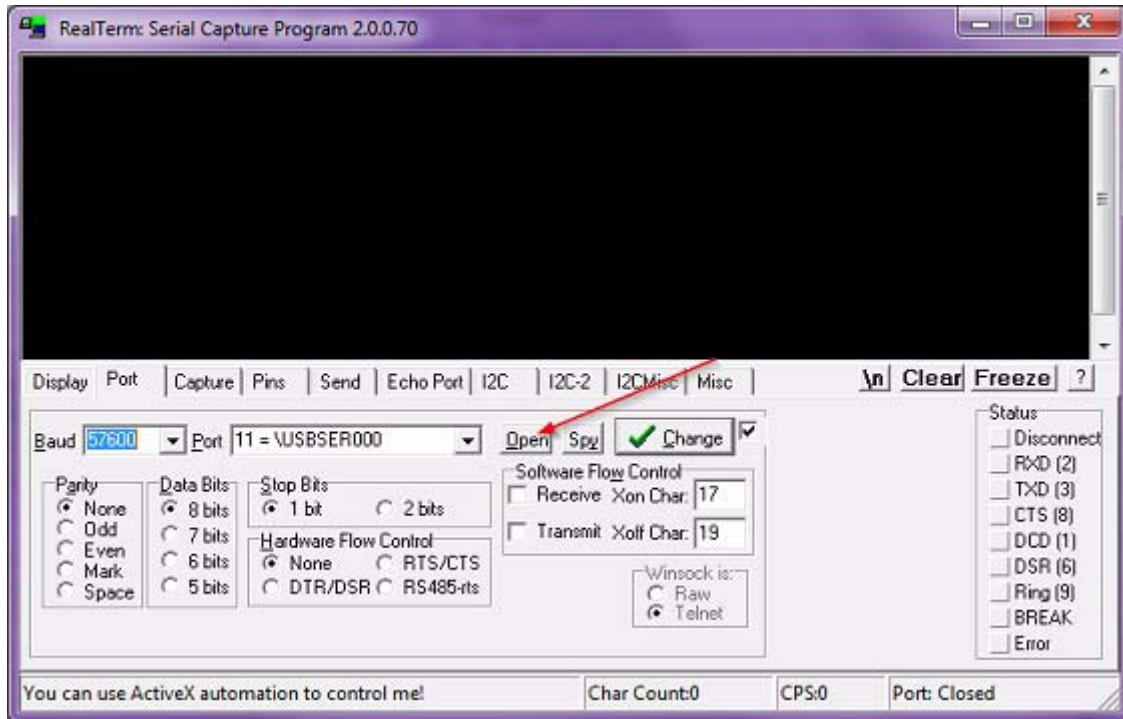 RealTerm: Serial Capture Program 2.0.0.70
Display Port Capture Pins Send Echo Port I2C I2C-2 I2CMisc Misc \n Clear Freeze ?
Baud 57600 Port 11 = \USBSER000 Open Spy Change
Parity
None
Odd
Even
Mark
Space
Data Bits
8 bits
7 bits
6 bits
5 bits
Stop Bits
1 bit 2 bits
Hardware Flow Control
None RTS/CTS
DTR/DSR RS485-rts
Software Flow Control
Receive Xon Char: 17
Transmit Xoff Char: 19
Winsock is:
Raw
Telnet
Status
Disconnect
RXD (2)
TXD (3)
CTS (8)
DCD (1)
DSR (6)
Ring (9)
BREAK
Error
You can use ActiveX automation to control me! Char Count:0 CPS:0 Port: Closed